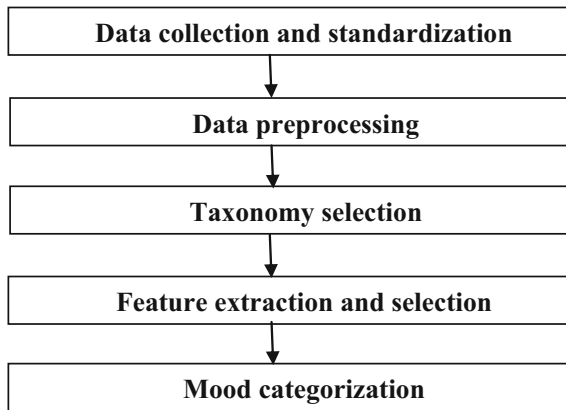 Data collection and standardization
Data preprocessing
Taxonomy selection
Feature extraction and selection
Mood categorization